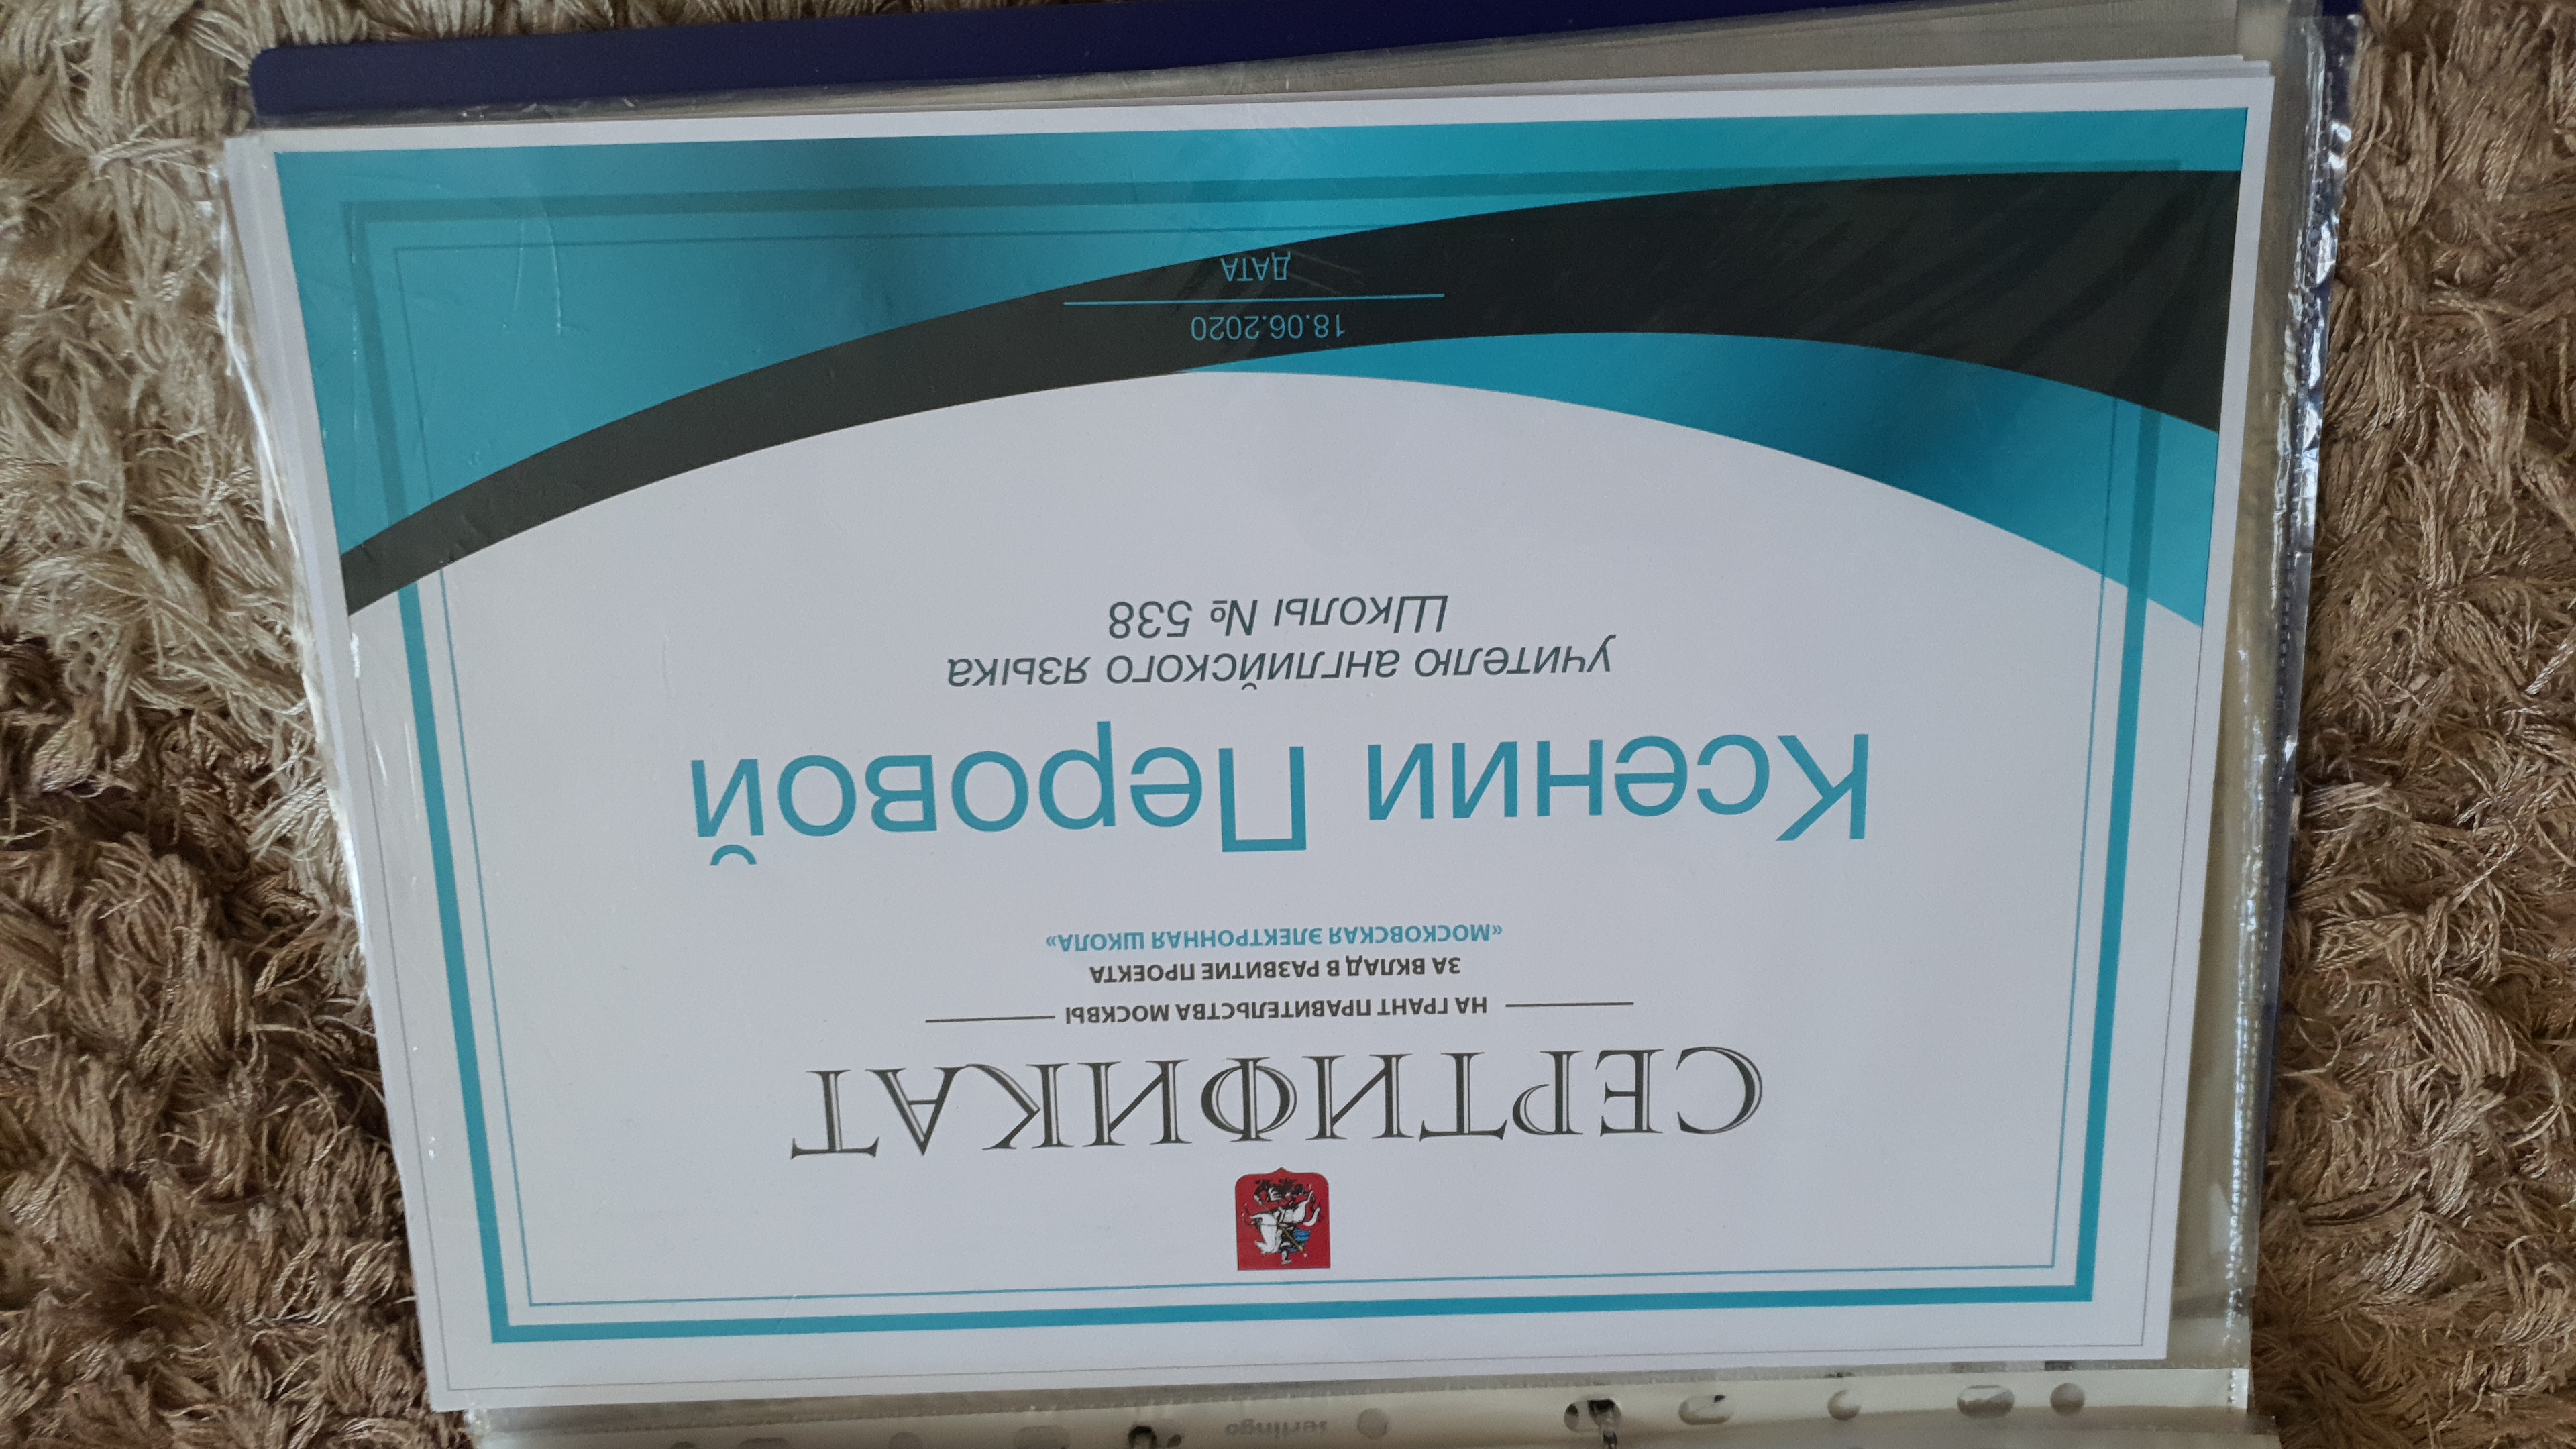 СЕРТИФИКАТ
НА ГРАНТ ПРАВИТЕЛЬСТВА МОСКВЫ
ЗА ВКЛАД В РАЗВИТИЕ ПРОЕКТА
«МОСКОВСКАЯ ЭЛЕКТРОННАЯ ШКОЛА»
Ксении Перовой
учителю английского языка
Школы № 538
18.06.2020
ДАТА